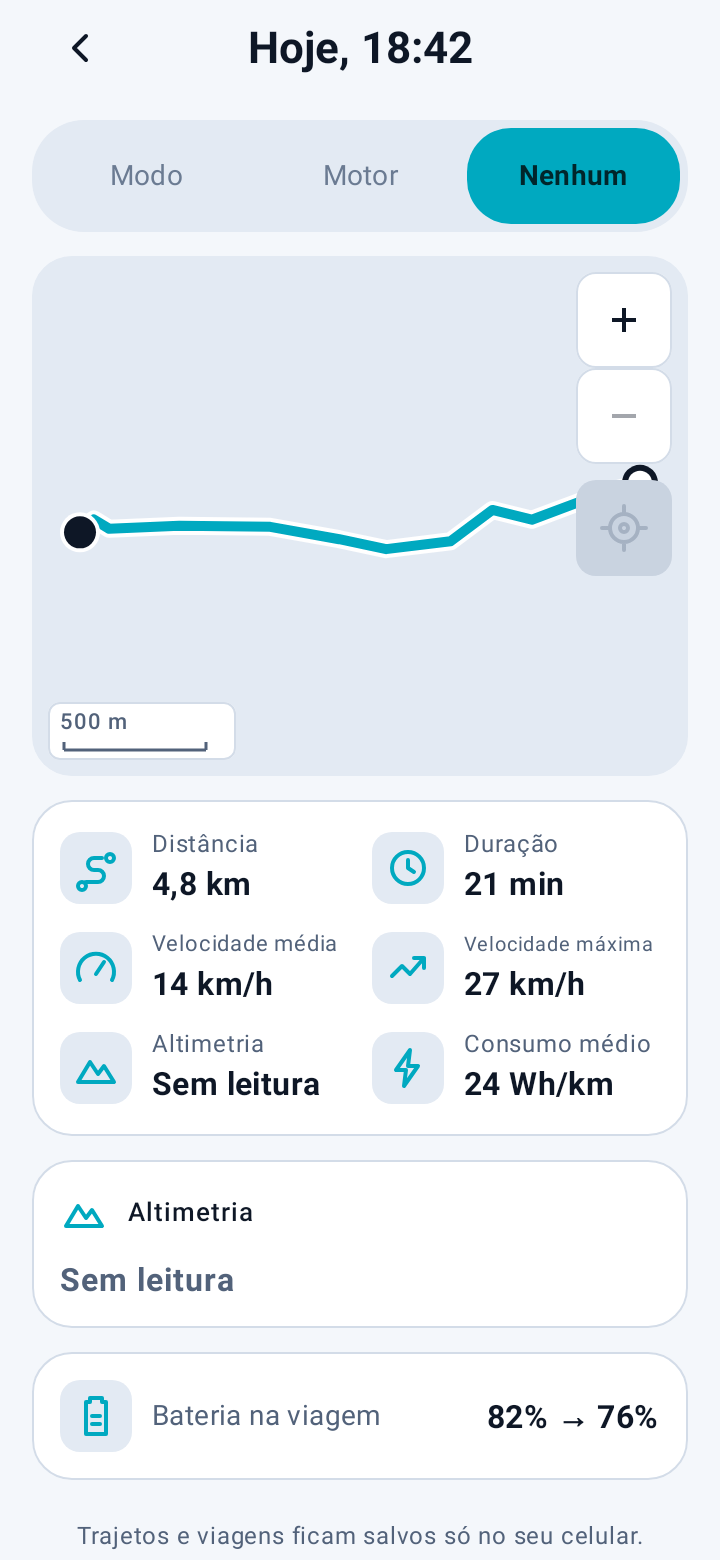 Hoje, 18:42
Modo
Motor
Nenhum
+
−
500 m
Distância
4,8 km
Duração
21 min
Velocidade média
14 km/h
Velocidade máxima
27 km/h
Altimetria
Sem leitura
Consumo médio
24 Wh/km
Altimetria
Sem leitura
Bateria na viagem
82% → 76%
Trajetos e viagens ficam salvos só no seu celular.